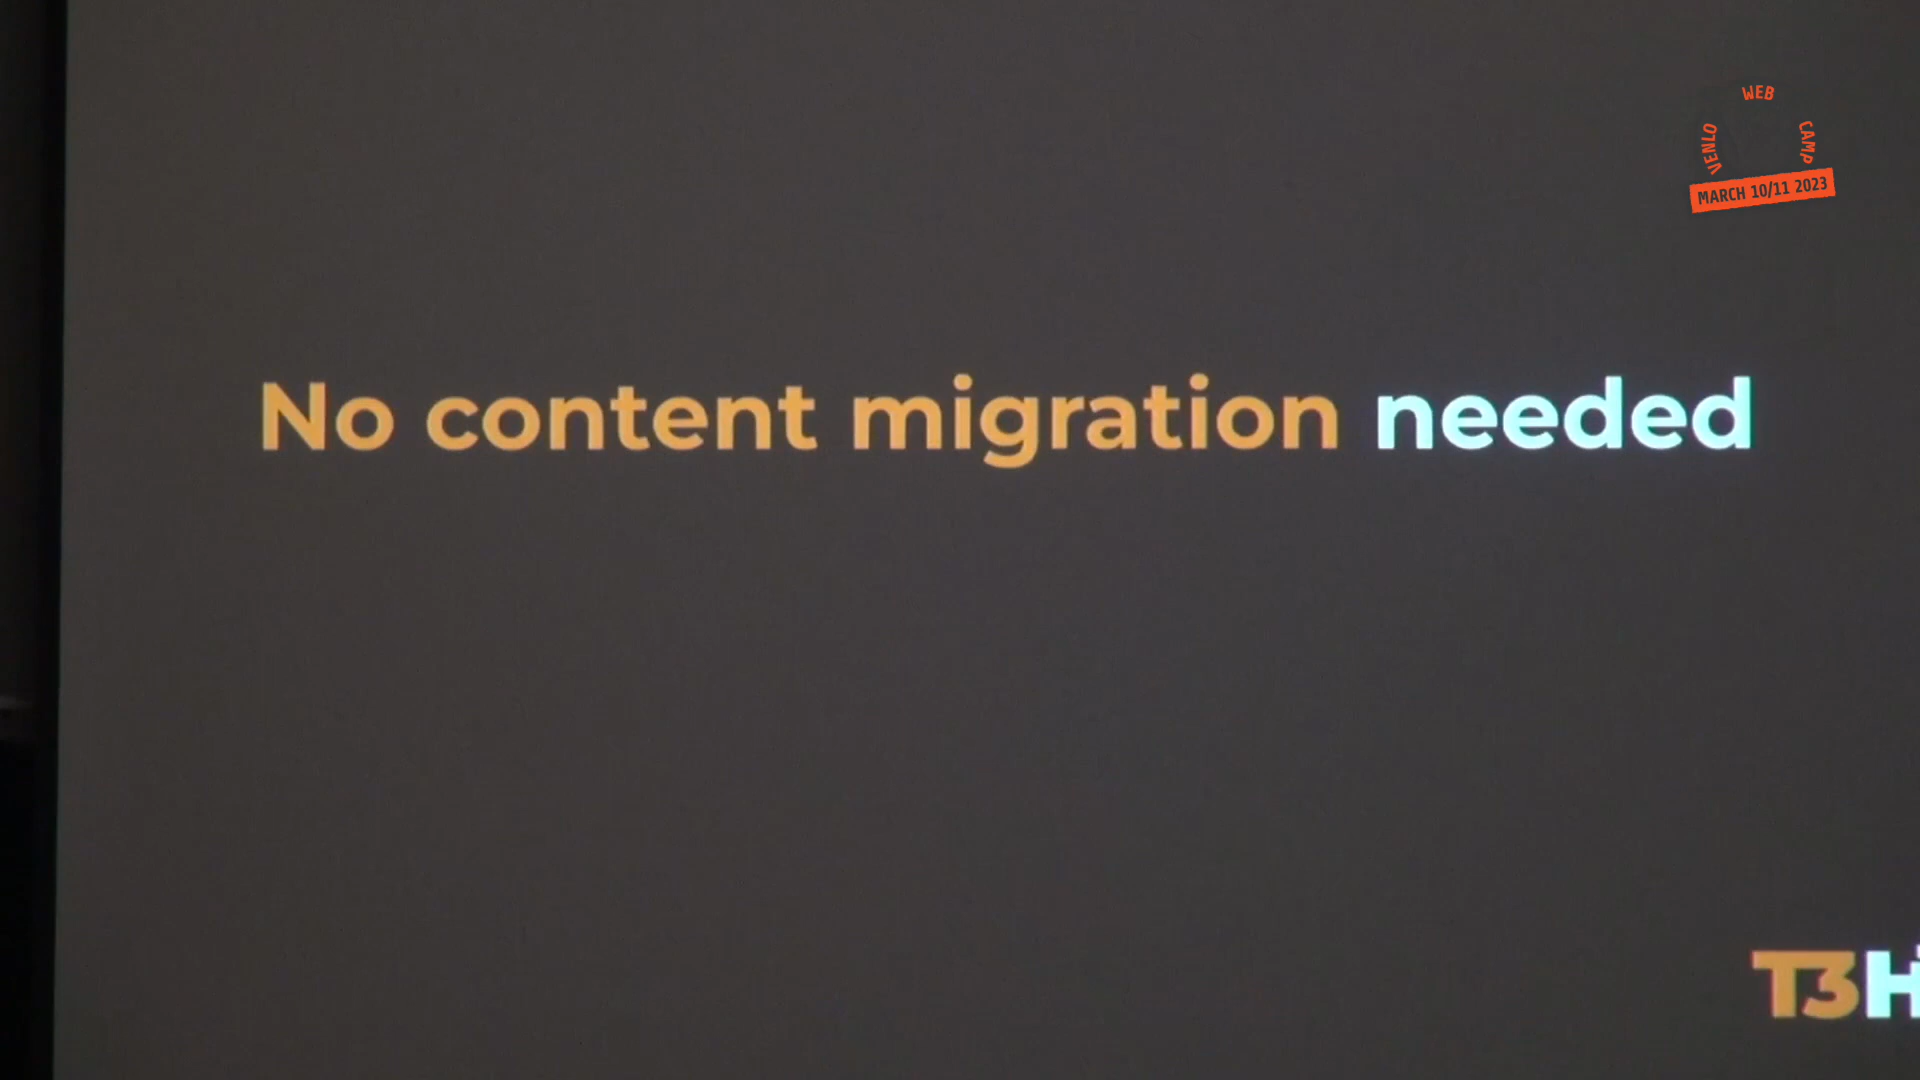 WEB
VENLO
CAMP
MARCH 10/11 2023
No content migration needed
T3H